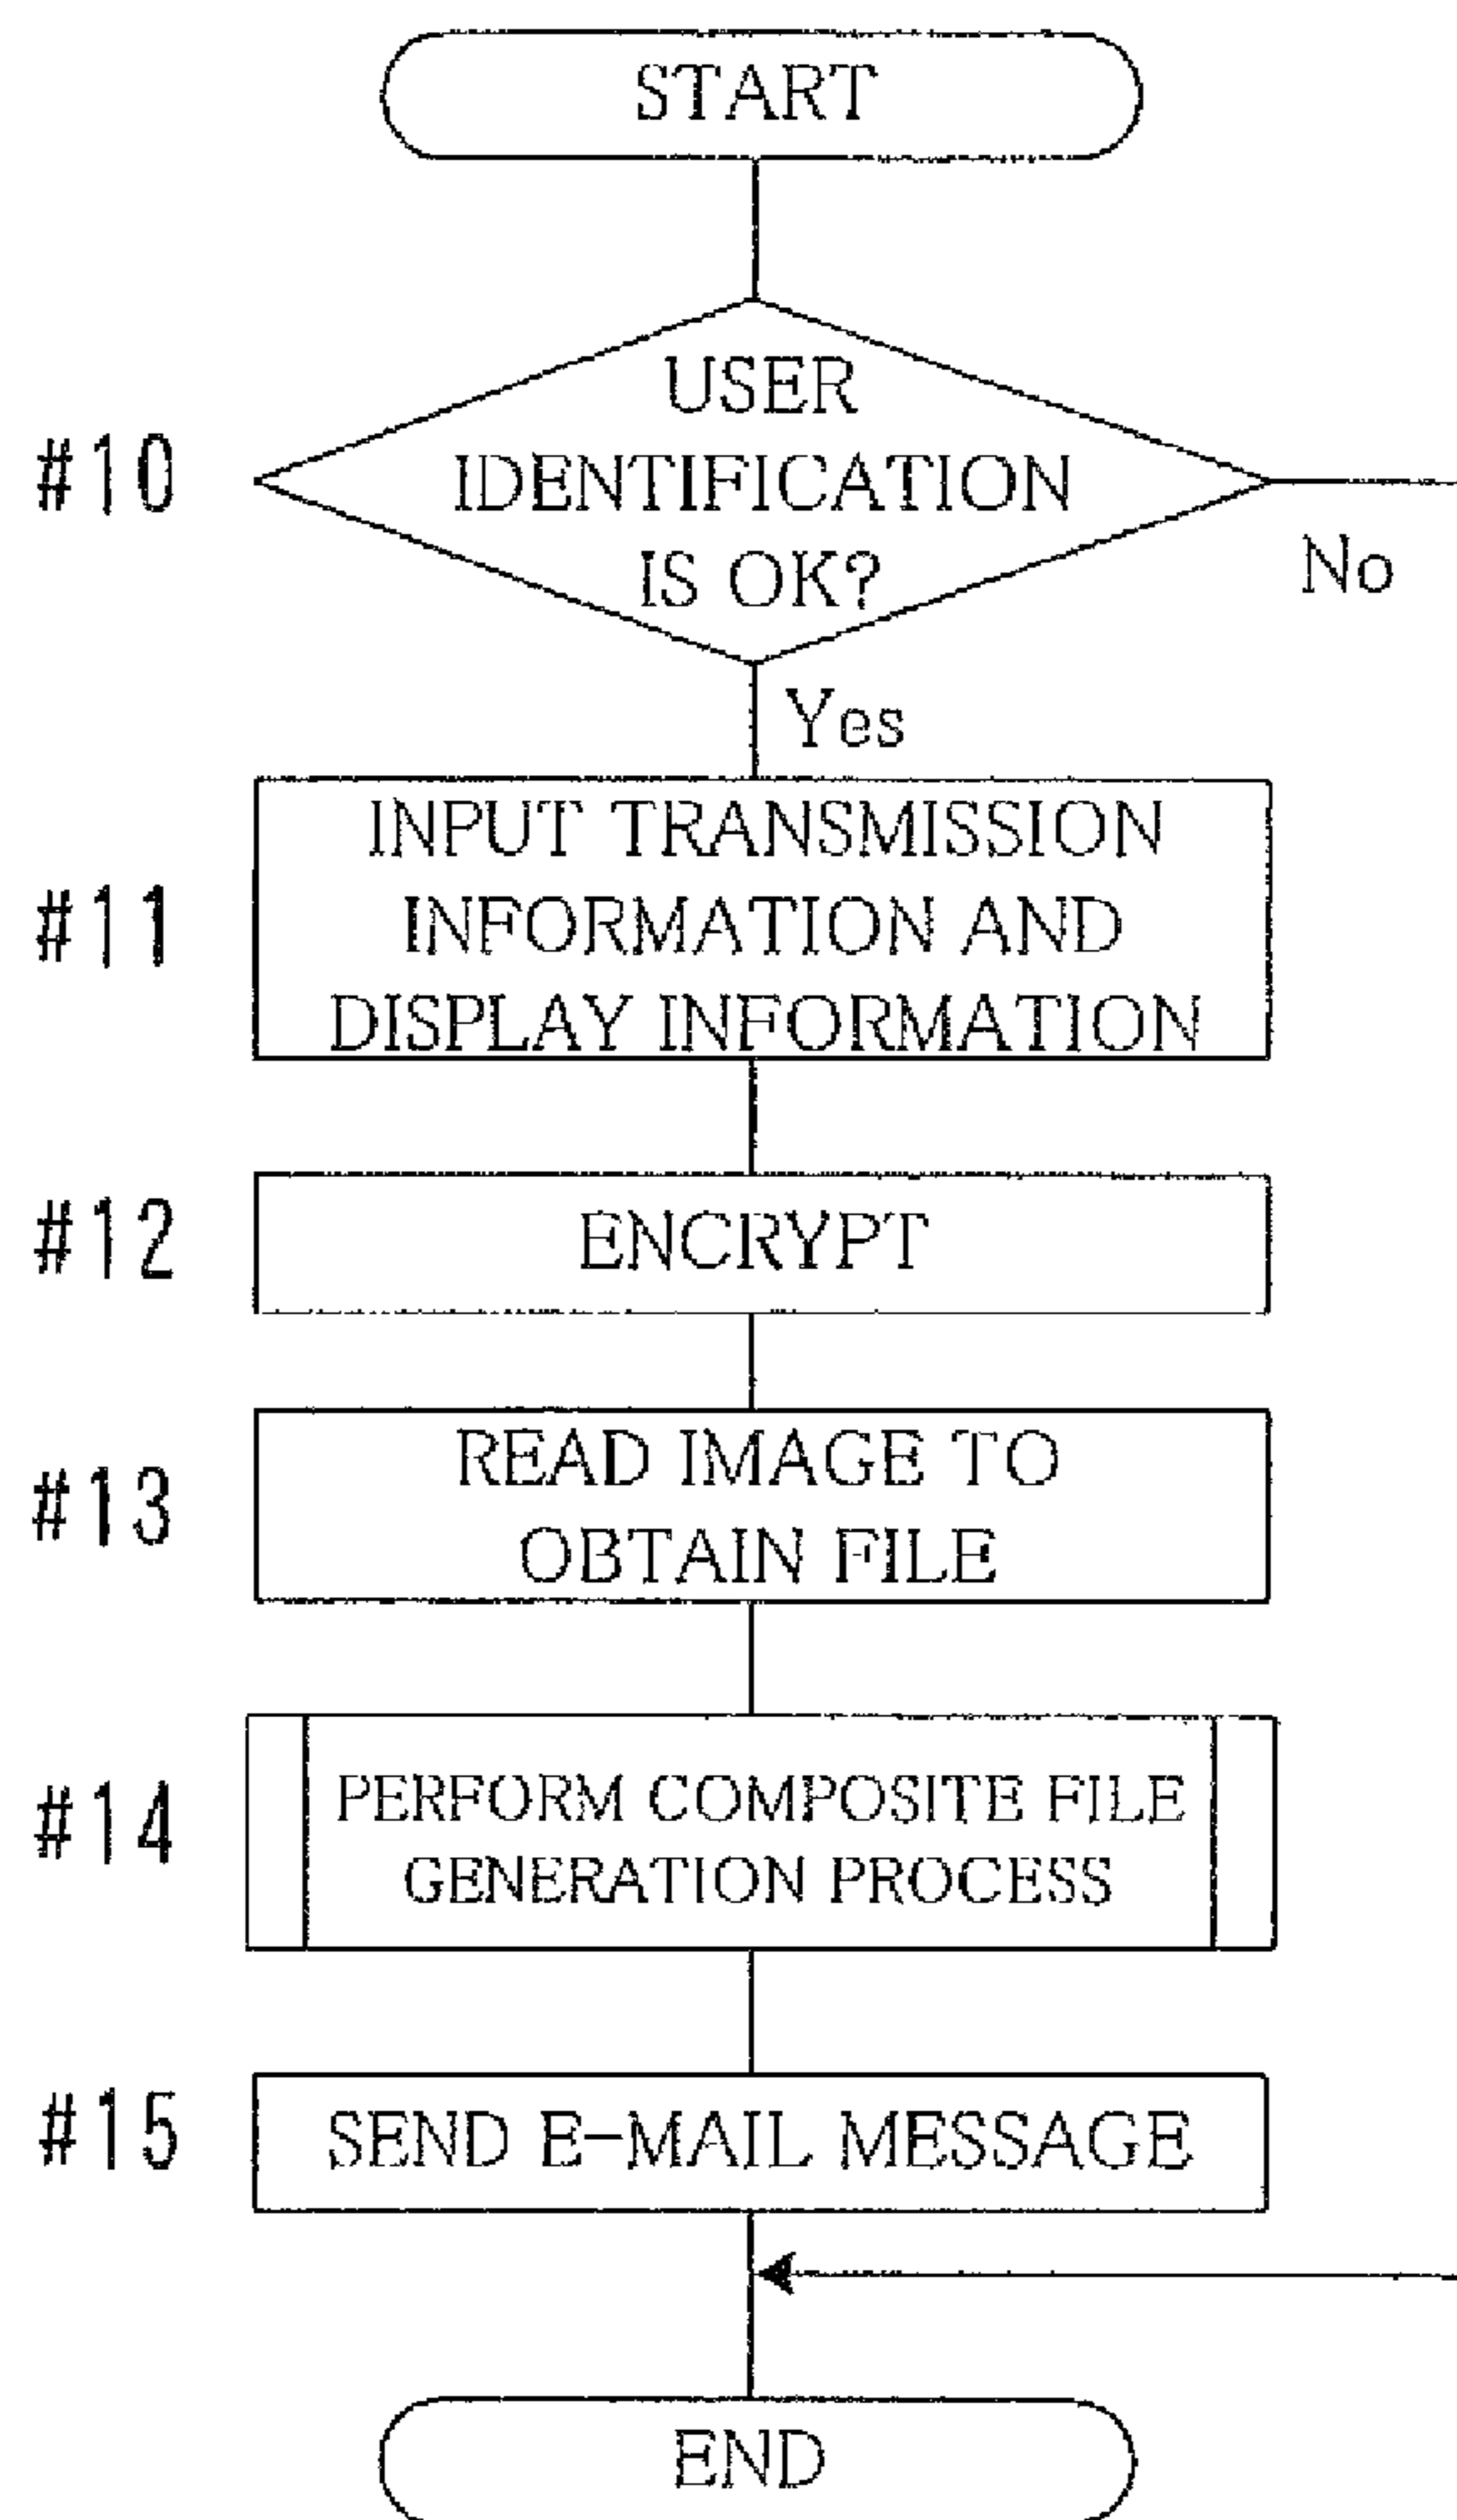 START
USER
#10 IDENTIFICATION
IS OK?
No
Yes
INPUT TRANSMISSION
#11 INFORMATION AND
DISPLAY INFORMATION
#12 ENCRYPT
#13 READ IMAGE TO
OBTAIN FILE
#14 PERFORM COMPOSITE FILE
GENERATION PROCESS
#15 SEND E-MAIL MESSAGE
END